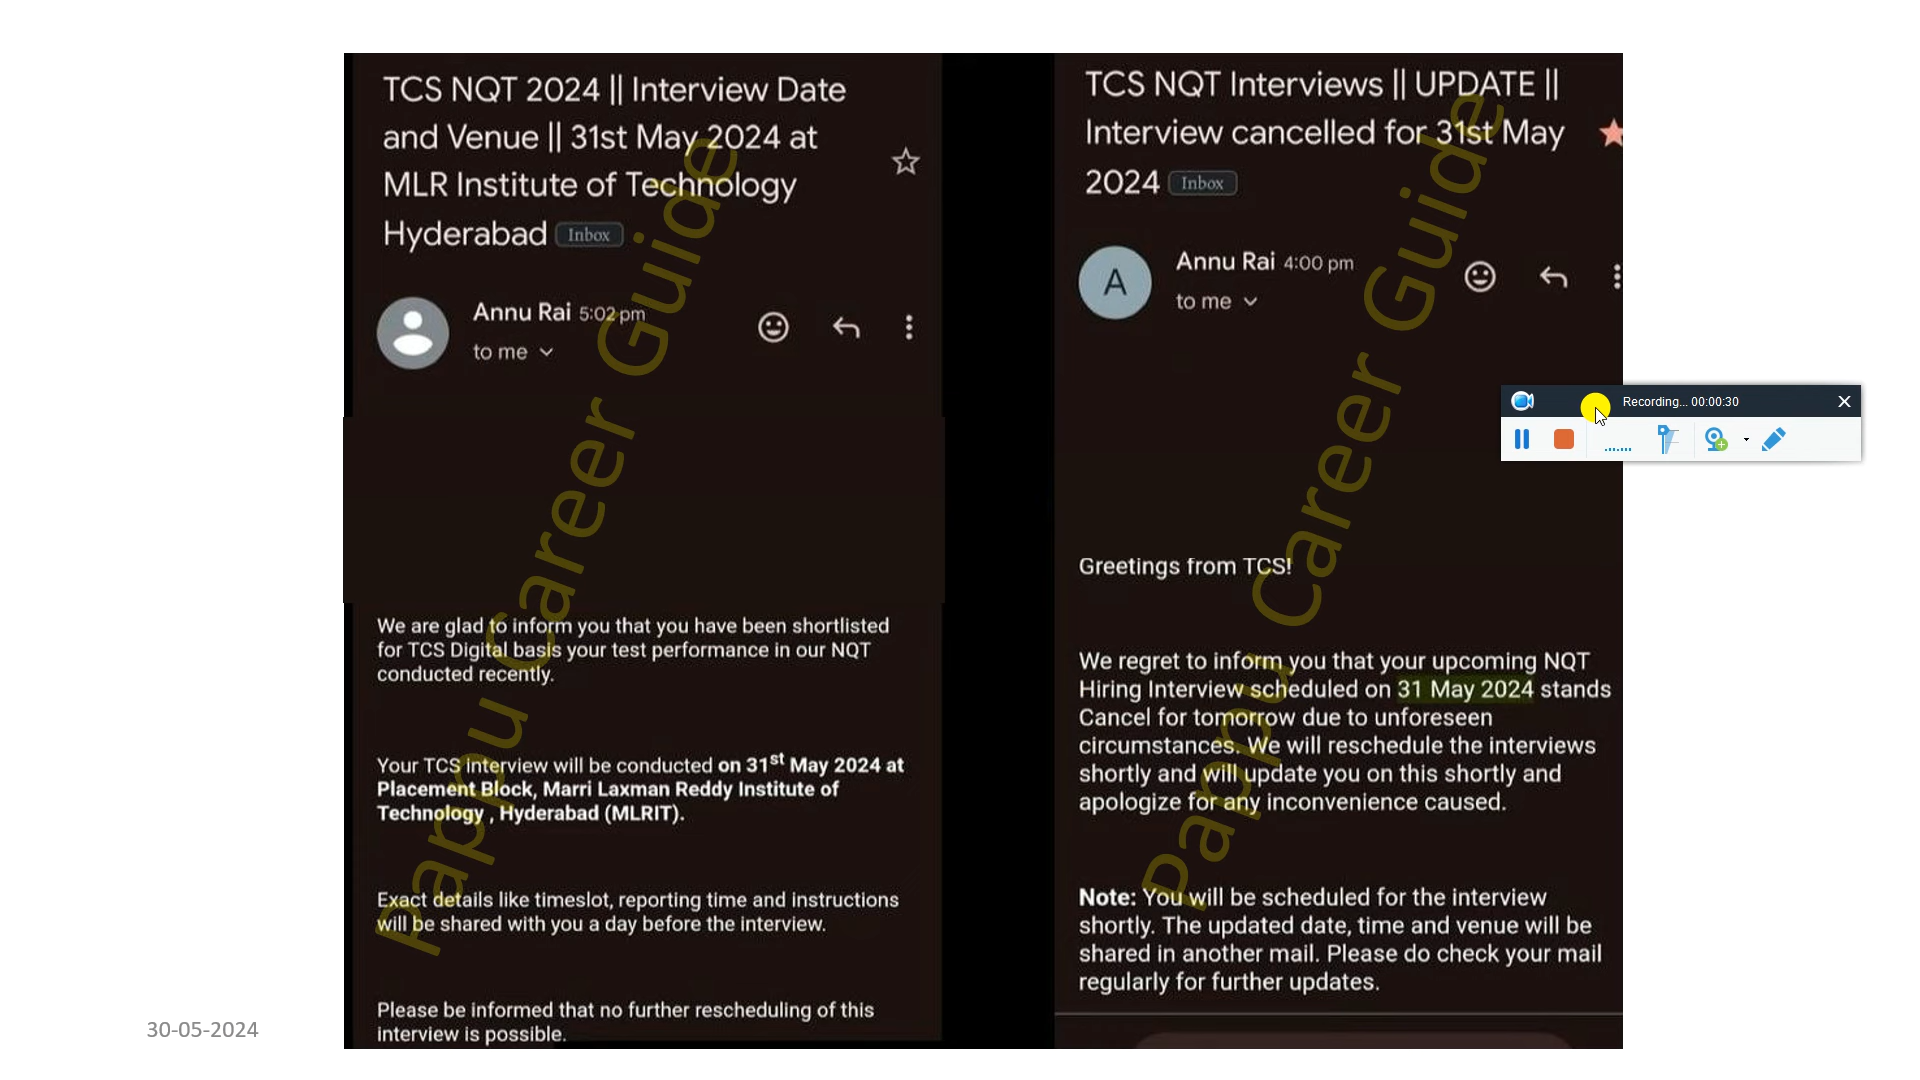 TCS NQT 2024 || Interview Date
and Venue || 31st May 2024 at
MLR Institute of Technology
Hyderabad Inbox
Annu Rai 5:02 pm
to me
We are glad to inform you that you have been shortlisted
for TCS Digital basis your test performance in our NQT
conducted recently.
Your TCS interview will be conducted on 31st May 2024 at
Placement Block, Marri Laxman Reddy Institute of
Technology , Hyderabad (MLRIT).
Exact details like timeslot, reporting time and instructions
will be shared with you a day before the interview.
Please be informed that no further rescheduling of this
interview is possible.
Pappu Career Guide
TCS NQT Interviews || UPDATE ||
Interview cancelled for 31st May
2024 Inbox
A
Annu Rai 4:00 pm
to me
Greetings from TCS!
We regret to inform you that your upcoming NQT
Hiring Interview scheduled on 31 May 2024 stands
Cancel for tomorrow due to unforeseen
circumstances. We will reschedule the interviews
shortly and will update you on this shortly and
apologize for any inconvenience caused.
Note: You will be scheduled for the interview
shortly. The updated date, time and venue will be
shared in another mail. Please do check your mail
regularly for further updates.
Pappu Career Guide
Recording... 00:00:30
30-05-2024